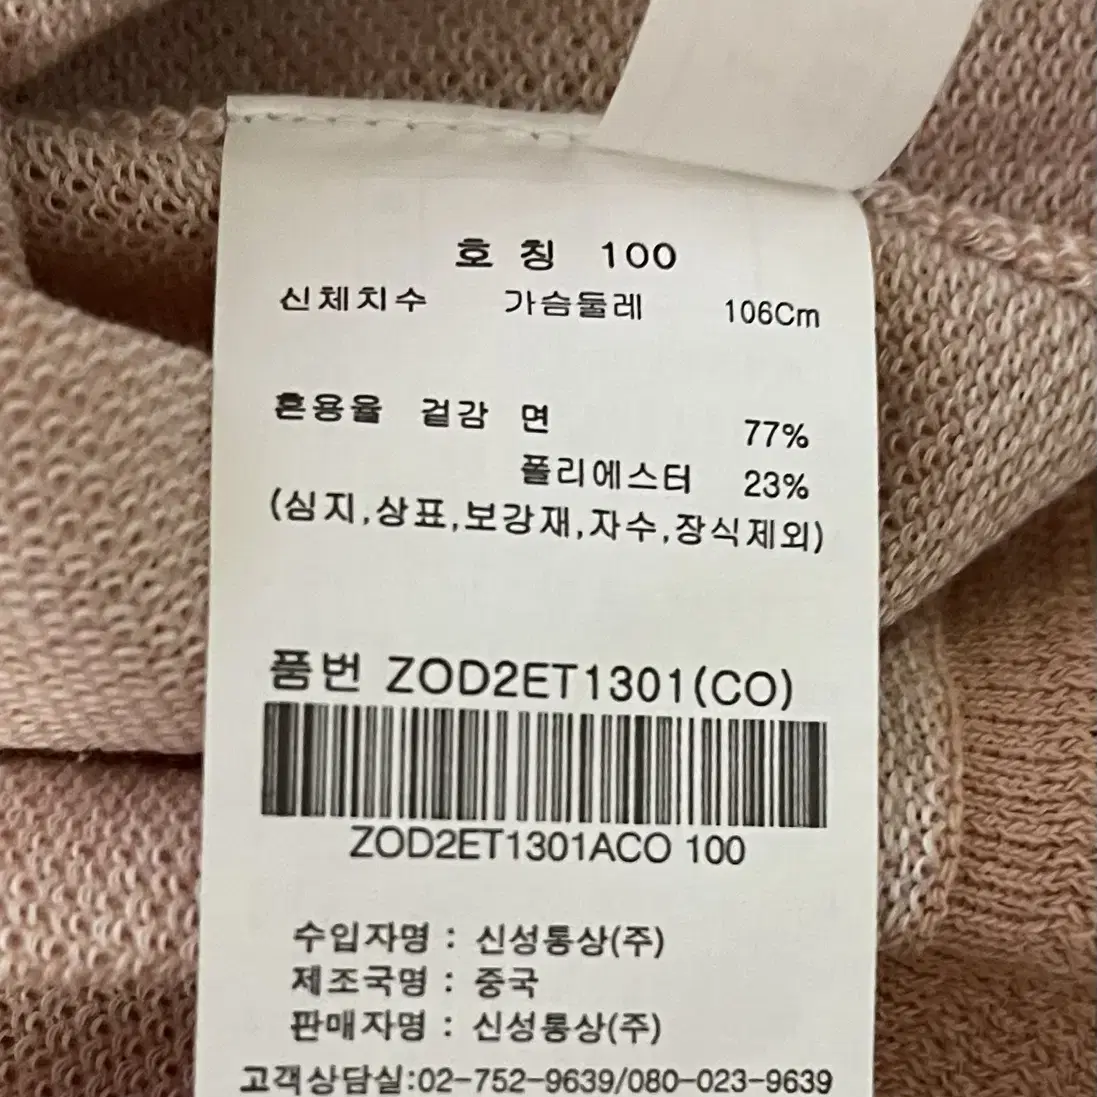 호 칭 100
신체치수 가슴둘레 106Cm
혼용율 겉감 면 77%
폴리에스터 23%
(심지,상표,보강재,자수,장식제외)
품번 ZOD2ET1301(CO)
ZOD2ET1301ACO 100
수입자명 : 신성통상(주)
제조국명 : 중국
판매자명 : 신성통상(주)
고객상담실:02-752-9639/080-023-9639